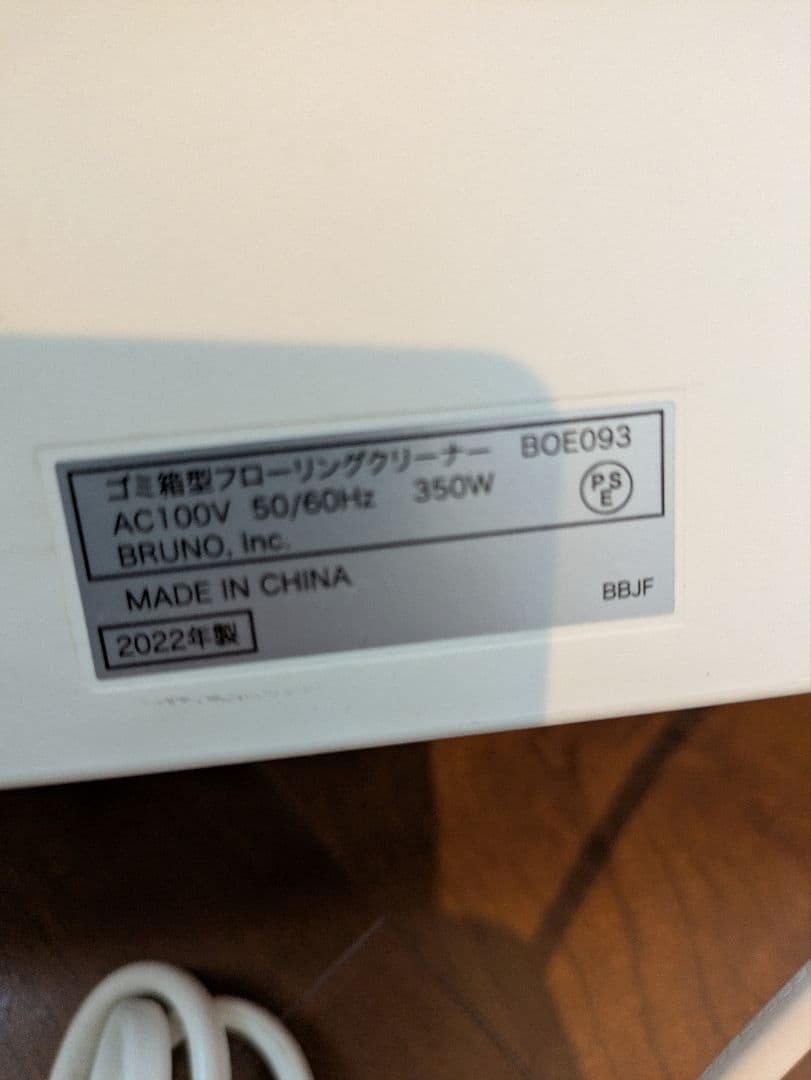 ゴミ箱型フローリングクリーナー BOE093
AC100V 50/60Hz 350W
PSE
BRUNO, Inc.
MADE IN CHINA
BBJF
2022年製